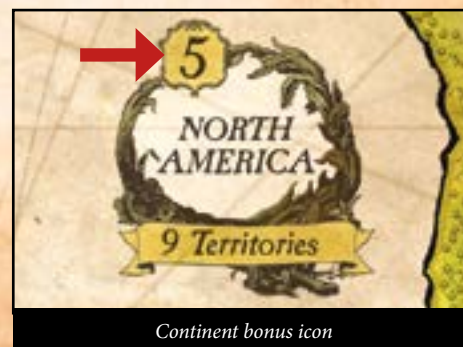 5
NORTH
AMERICA
9 Territories
Continent bonus icon